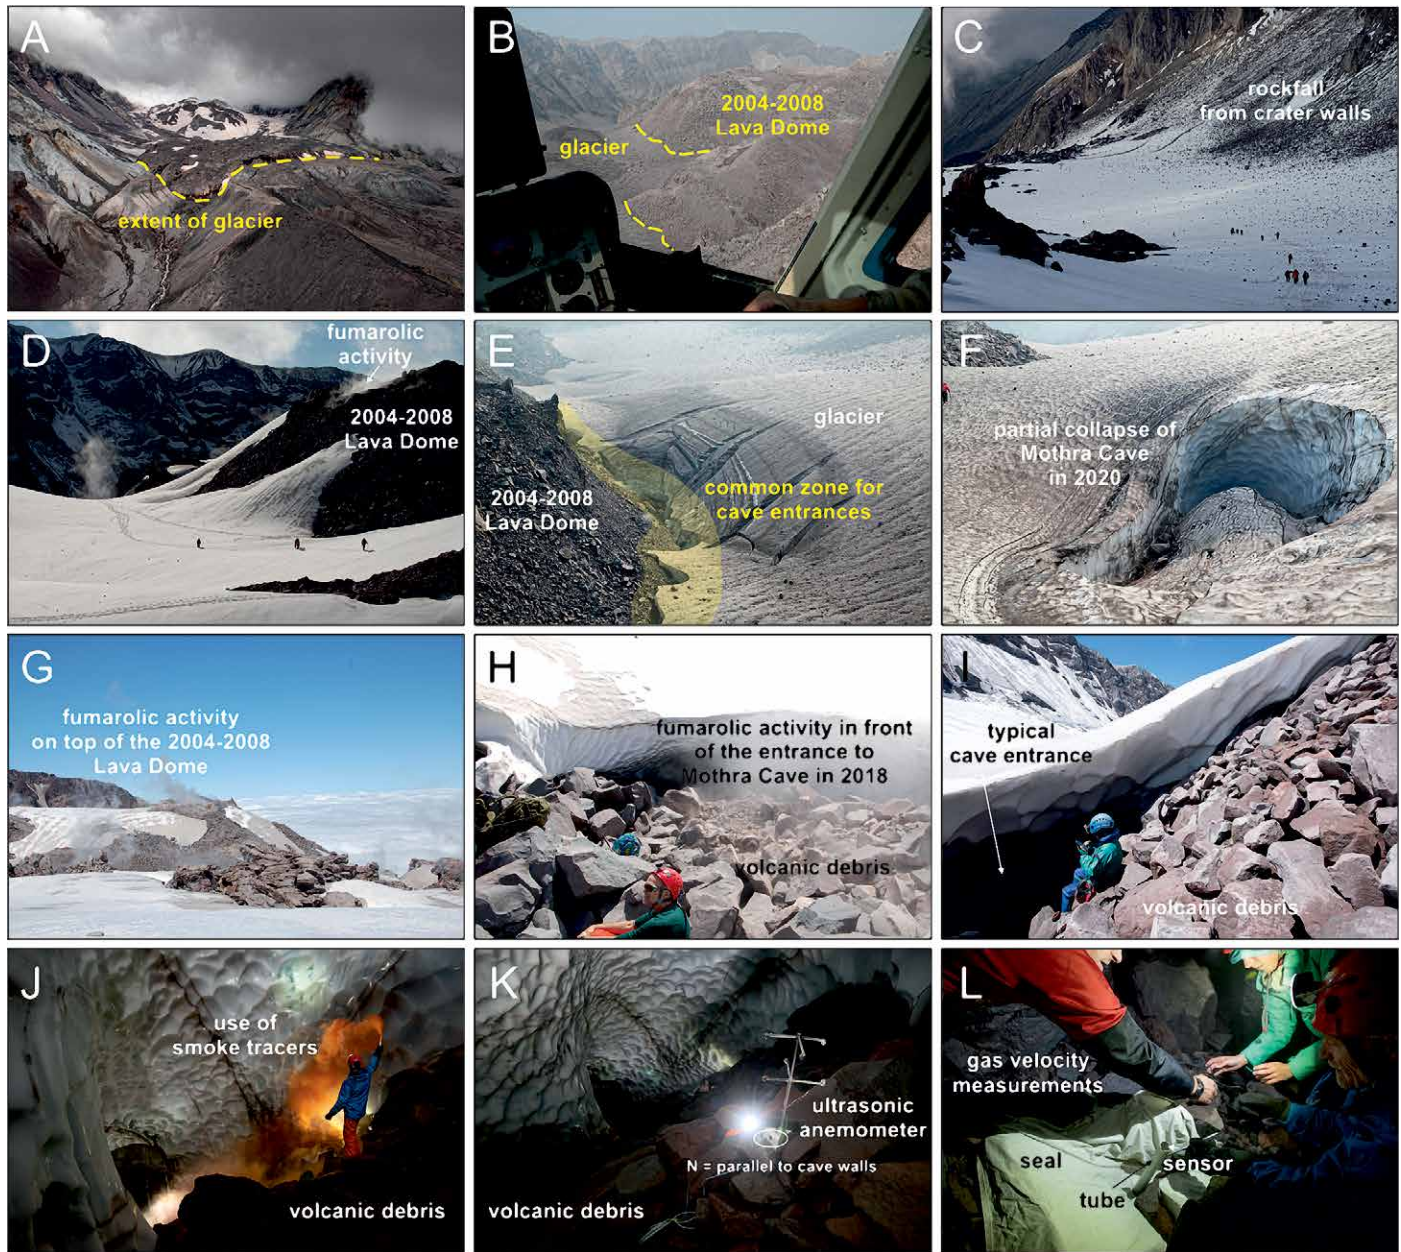 A
extent of glacier
B
2004-2008
Lava Dome
glacier
C
rockfall
from crater walls
D
fumarolic
activity
2004-2008
Lava Dome
E
glacier
2004-2008
Lava Dome
common zone for
cave entrances
F
partial collapse of
Mothra Cave
in 2020
G
fumarolic activity
on top of the 2004-2008
Lava Dome
H
fumarolic activity in front
of the entrance to
Mothra Cave in 2018
volcanic debris
I
typical
cave entrance
volcanic debris
J
use of
smoke tracers
volcanic debris
K
ultrasonic
anemometer
N = parallel to cave walls
volcanic debris
L
gas velocity
measurements
seal
sensor
tube